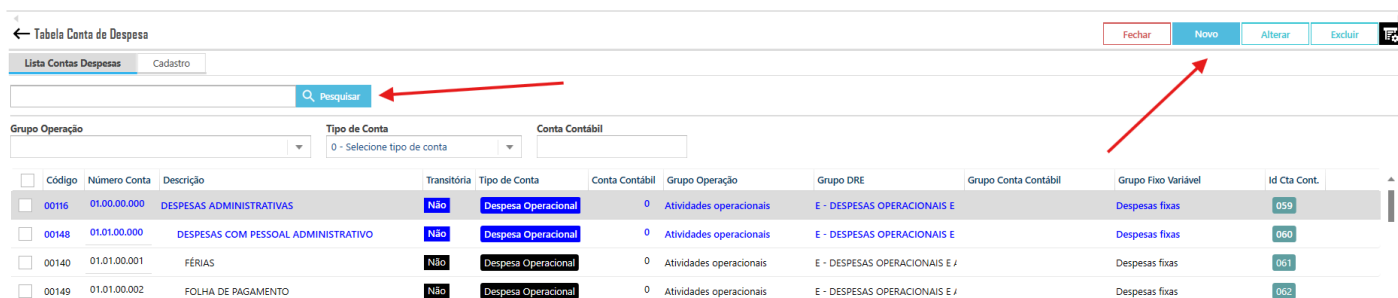 Tabela Conta de Despesa
Fechar Novo Alterar Excluir
Lista Contas Despesas Cadastro
Pesquisar
Grupo Operação Tipo de Conta Conta Contábil
0 - Selecione tipo de conta
Código Número Conta Descrição Transitória Tipo de Conta Conta Contábil Grupo Operação Grupo DRE Grupo Conta Contábil Grupo Fixo Variável Id Cta Cont.
00116 01.00.00.000 DESPESAS ADMINISTRATIVAS Não Despesa Operacional 0 Atividades operacionais E - DESPESAS OPERACIONAIS E Despesas fixas 059
00148 01.01.00.000 DESPESAS COM PESSOAL ADMINISTRATIVO Não Despesa Operacional 0 Atividades operacionais E - DESPESAS OPERACIONAIS E Despesas fixas 060
00140 01.01.00.001 FÉRIAS Não Despesa Operacional 0 Atividades operacionais E - DESPESAS OPERACIONAIS E Despesas fixas 061
00149 01.01.00.002 FOLHA DE PAGAMENTO Não Despesa Operacional 0 Atividades operacionais E - DESPESAS OPERACIONAIS E Despesas fixas 062